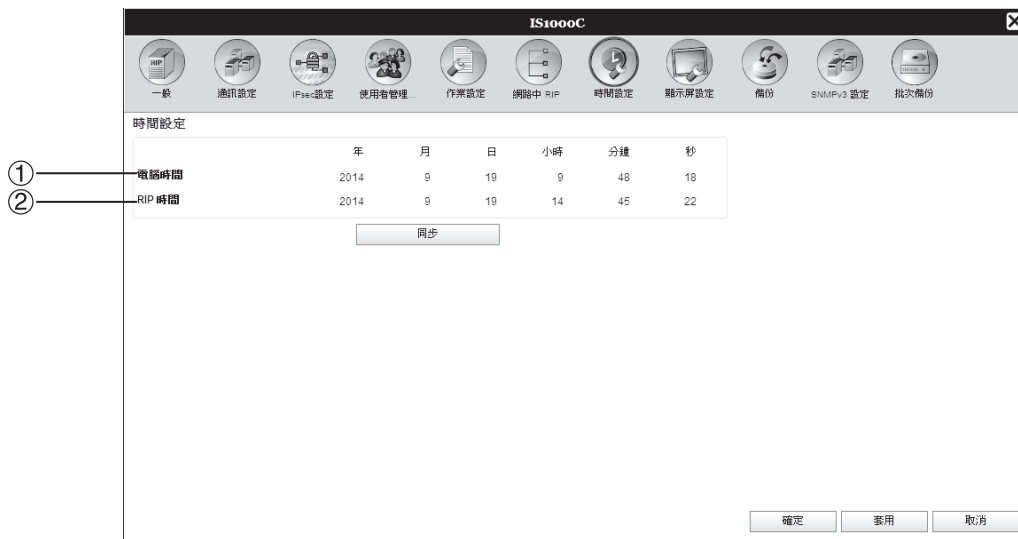 IS1000C
RIP
一般
通訊設定
IPsec設定
使用者管理...
作業設定
網路中 RIP
時間設定
顯示屏設定
備份
SNMPv3 設定
批次備份
時間設定
年 月 日 小時 分鐘 秒
① 電腦時間 2014 9 19 9 48 18
② RIP 時間 2014 9 19 14 45 22
同步
確定 套用 取消